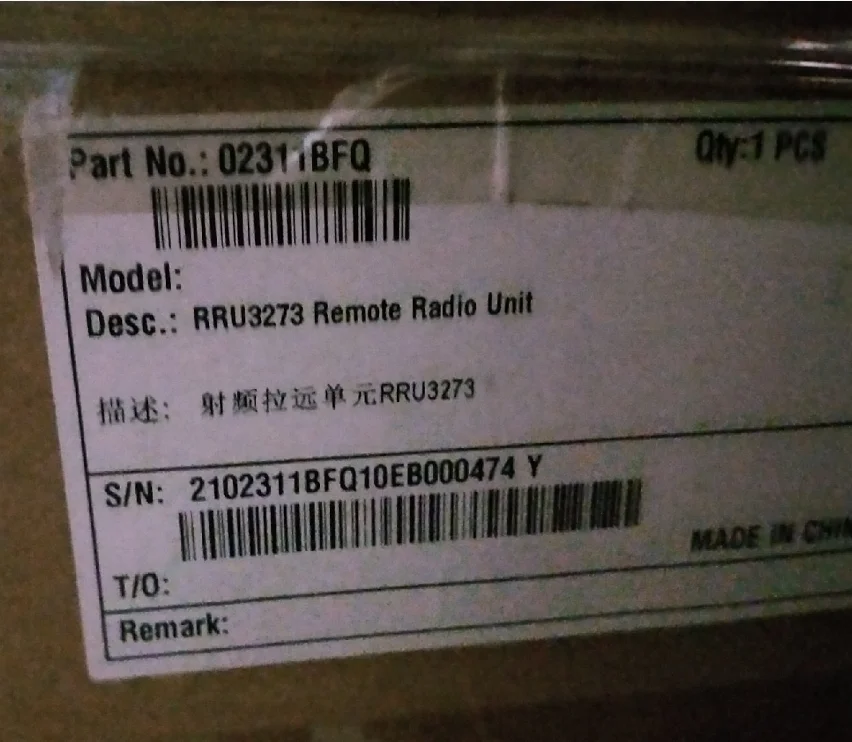 Part No.: 02311BFQ Qty:1 PCS
Model:
Desc.: RRU3273 Remote Radio Unit
描述: 射频拉远单元RRU3273
S/N: 2102311BFQ10EB000474 Y
MADE IN
T/O:
Remark: